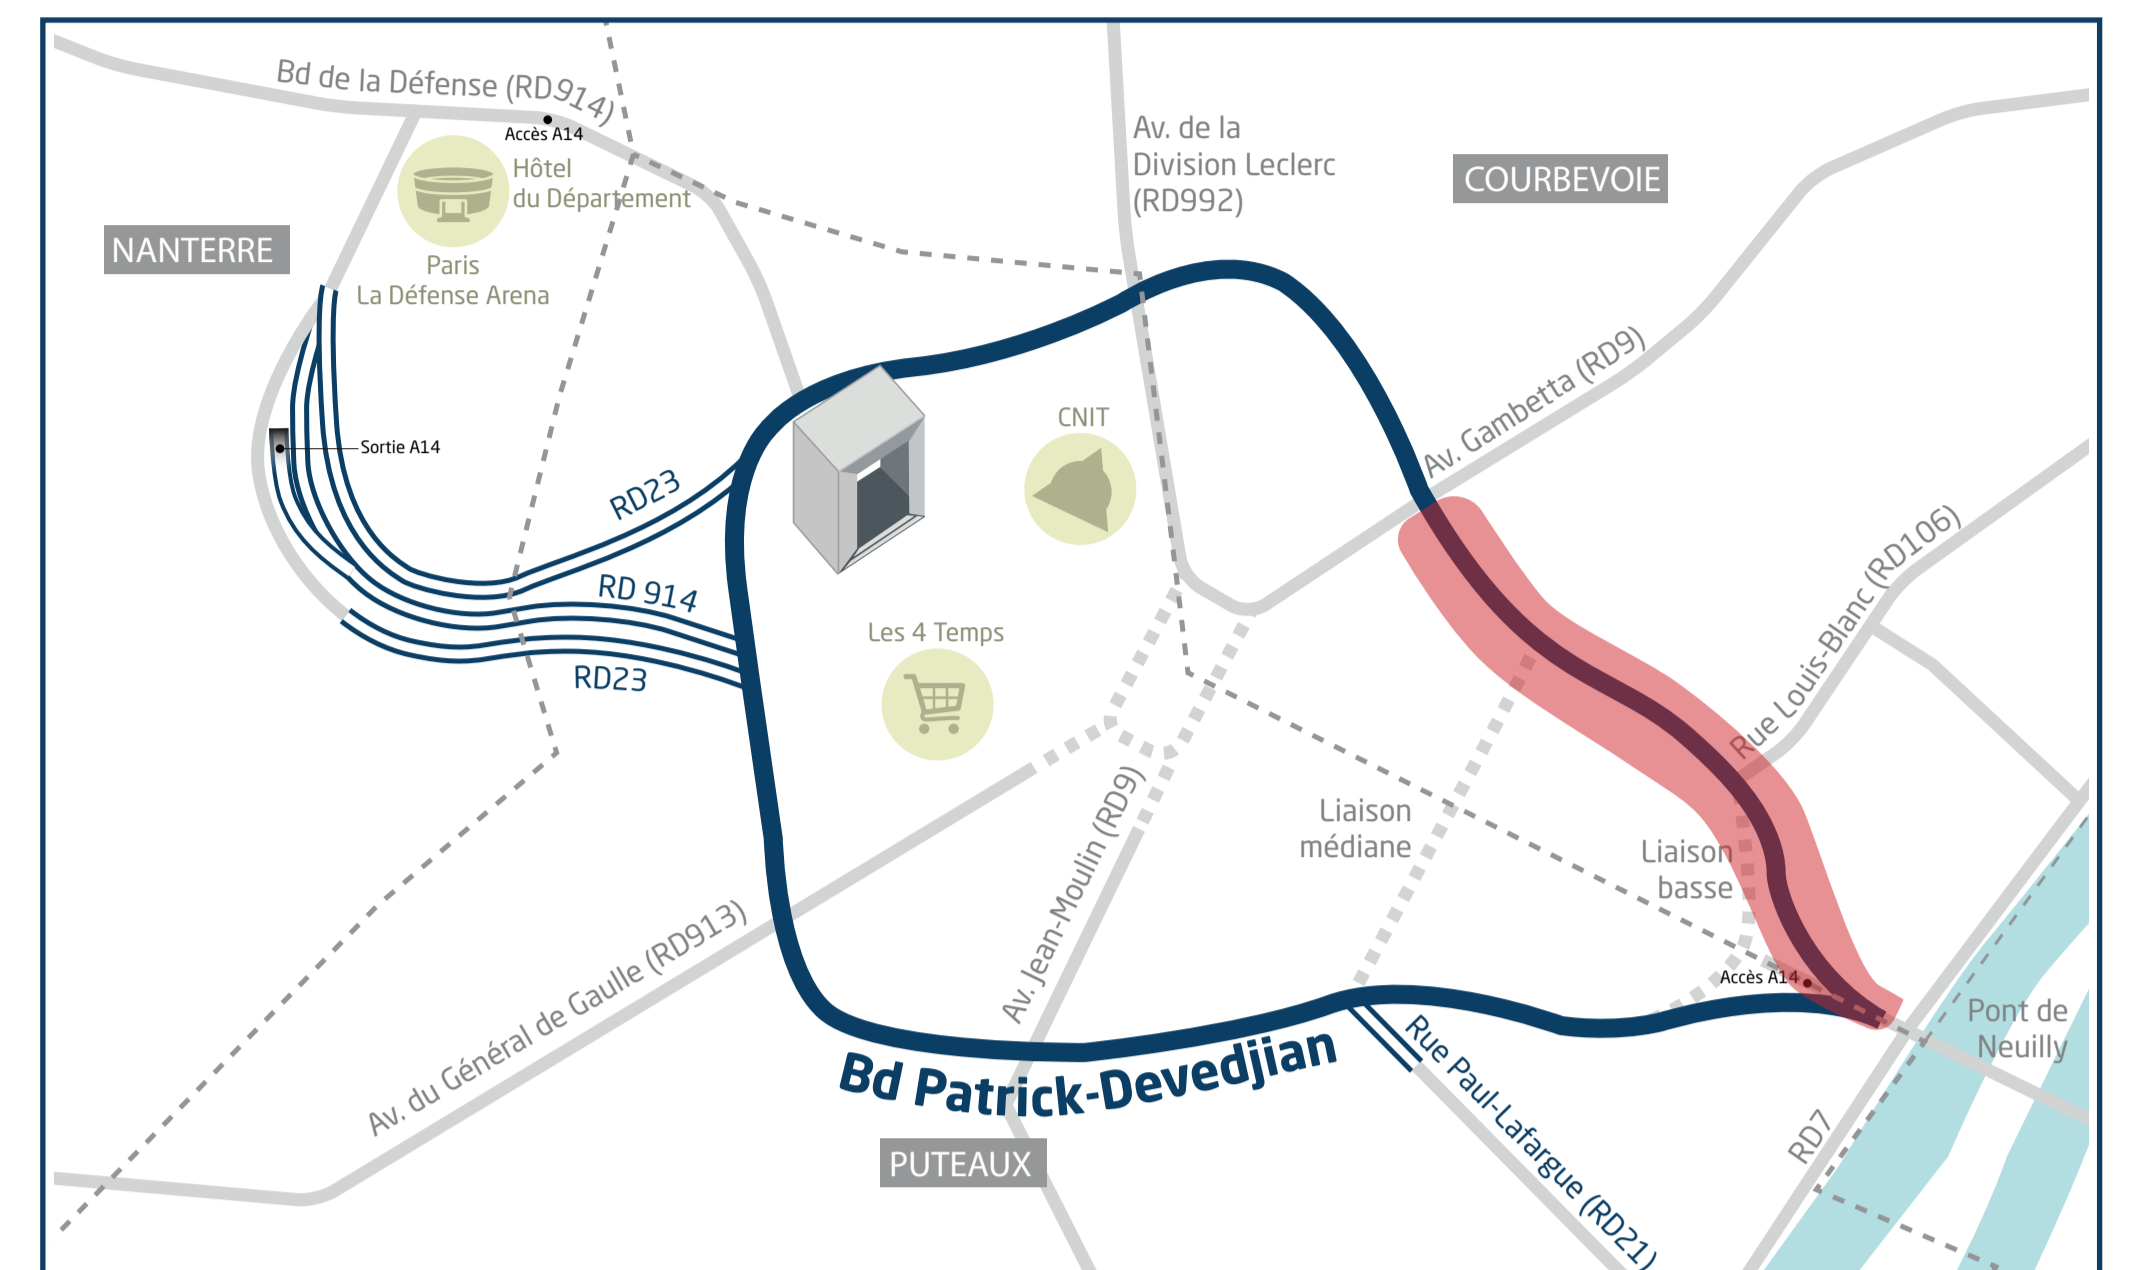 Bd de la Défense (RD914)
Accès A14
Hôtel
du Département
NANTERRE
Paris
La Défense Arena
Av. de la
Division Leclerc
(RD992)
COURBEVOIE
Av. Gambetta (RD9)
CNIT
Sortie A14
RD23
RD 914
RD23
Les 4 Temps
Rue Louis-Blanc (RD106)
Liaison
médiane
Liaison
basse
Av. Jean-Moulin (RD9)
Av. du Général de Gaulle (RD913)
Accès A14
Pont de
Neuilly
Bd Patrick-Devedjian
Rue Paul-Lafargue (RD21)
RD7
PUTEAUX